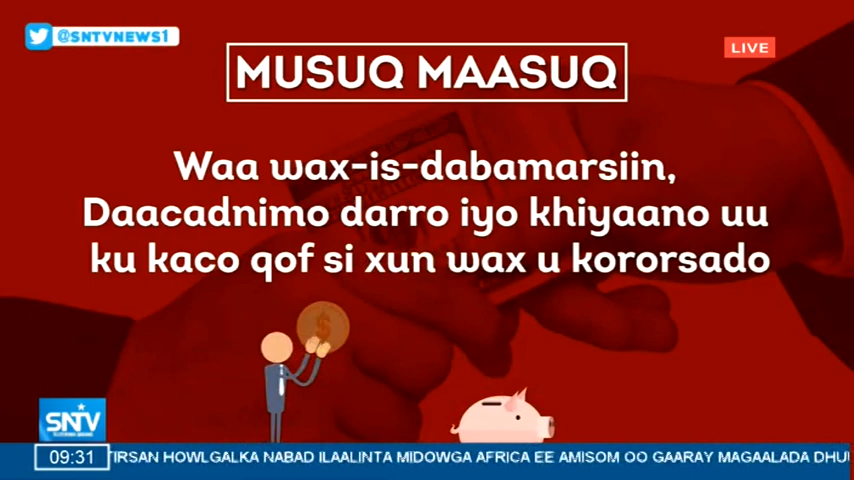 @SNTVNEWS1
LIVE
MUSUQ MAASUQ
Waa wax-is-dabamarsiin,
Daacadnimo darro iyo khiyaano uu
ku kaco qof si xun wax u kororsado
$
SNTV
09:31
HOWLGALKA NABAD ILAALINTA MIDOWGA AFRICA EE AMISOM OO GAARAY MAGAALADA